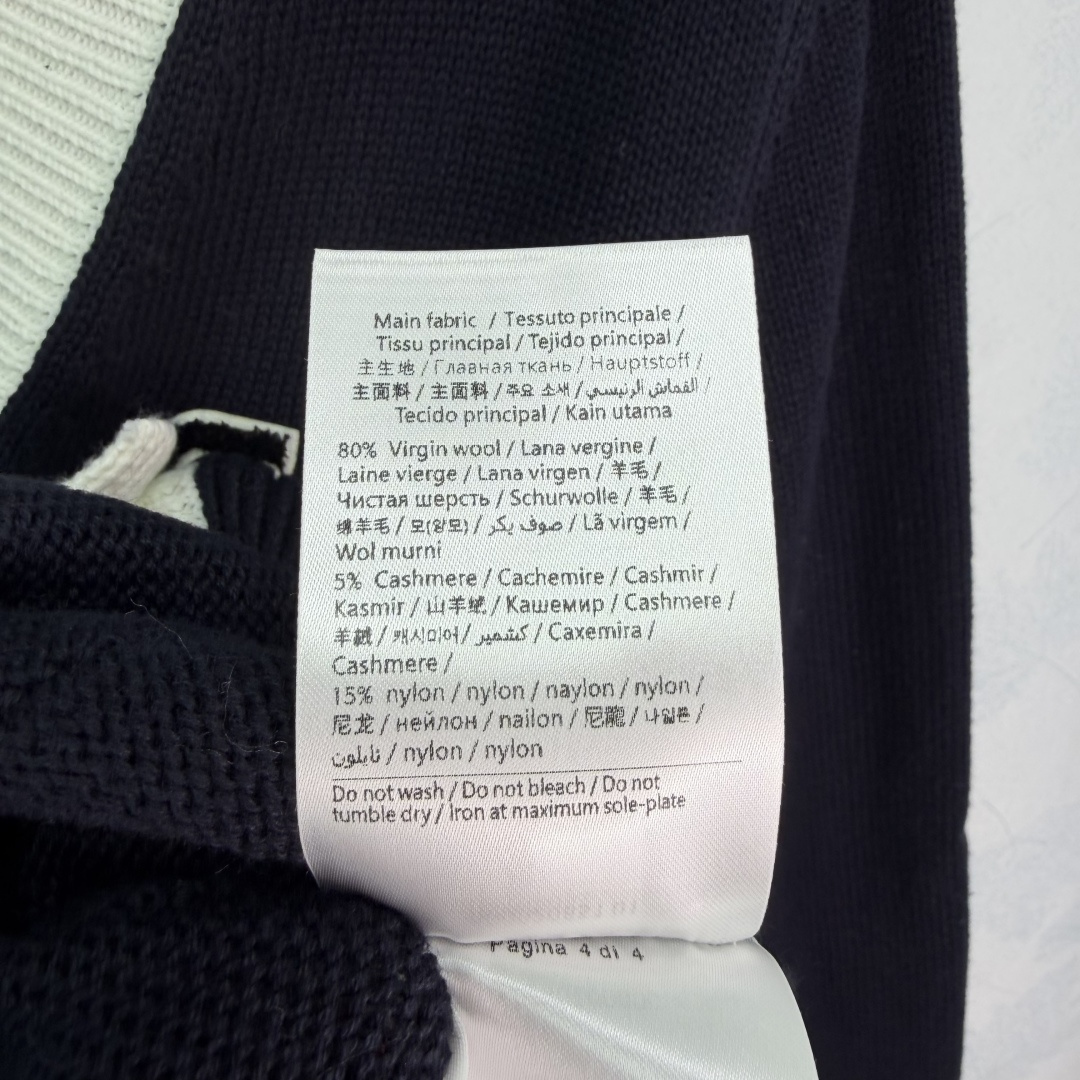 Main fabric / Tessuto principale /
Tissu principal / Tejido principal /
主生地 / Главная ткань / Hauptstoff /
主面料 / 主面料 / 주요 소재 / القماش الرئيسي /
Tecido principal / Kain utama
80% Virgin wool / Lana vergine /
Laine vierge / Lana virgen / 羊毛 /
Чистая шерсть / Schurwolle / 羊毛 /
绵羊毛 / 모(양모) / صوف بكر / Lã virgem /
Wol murni
5% Cashmere / Cachemire / Cashmir /
Kasmir / 山羊绒 / Кашемир / Cashmere /
羊絨 / 캐시미어 / كشمير / Caxemira /
Cashmere /
15% nylon / nylon / naylon / nylon /
尼龙 / нейлон / nailon / 尼龍 / 나일론 /
نايلون / nylon / nylon
Do not wash / Do not bleach / Do not
tumble dry / Iron at maximum sole-plate
Pagina 4 di 4